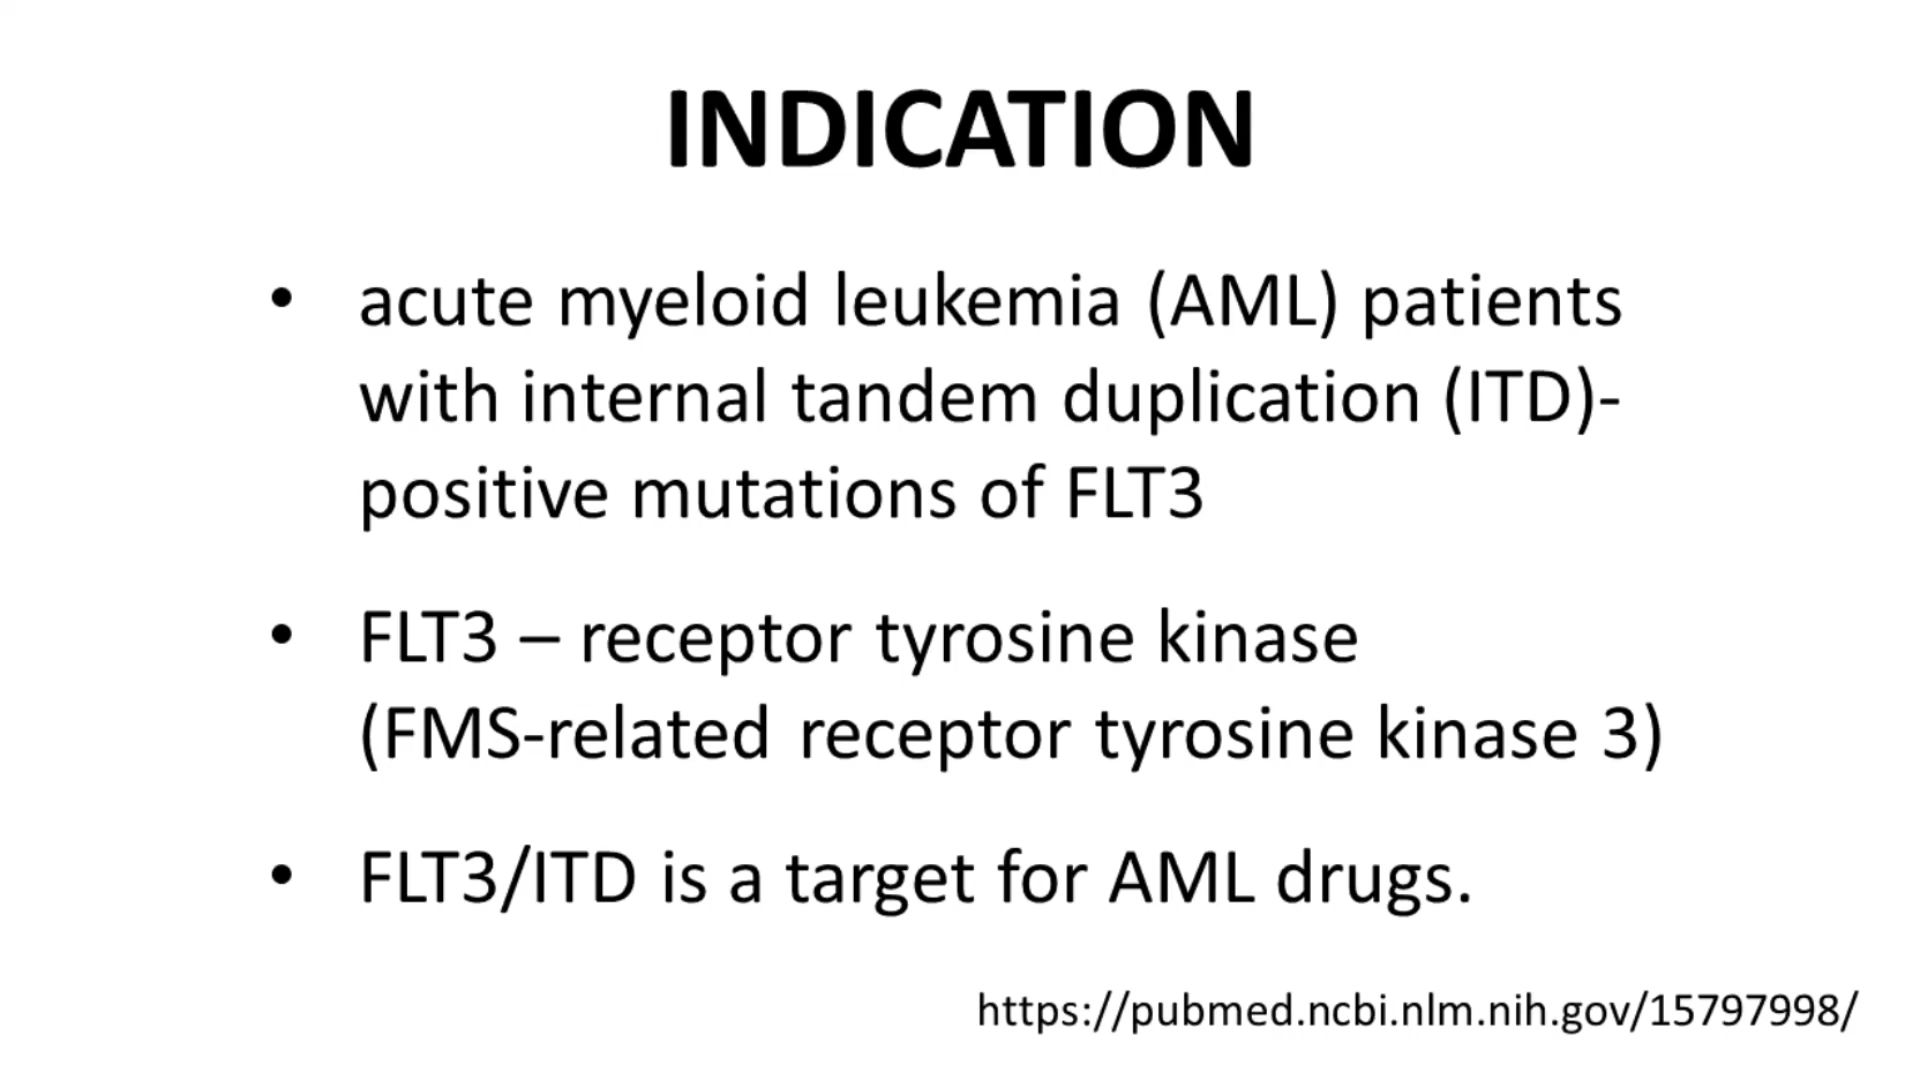 INDICATION
• acute myeloid leukemia (AML) patients
with internal tandem duplication (ITD)-
positive mutations of FLT3
• FLT3 – receptor tyrosine kinase
(FMS-related receptor tyrosine kinase 3)
• FLT3/ITD is a target for AML drugs.
https://pubmed.ncbi.nlm.nih.gov/15797998/